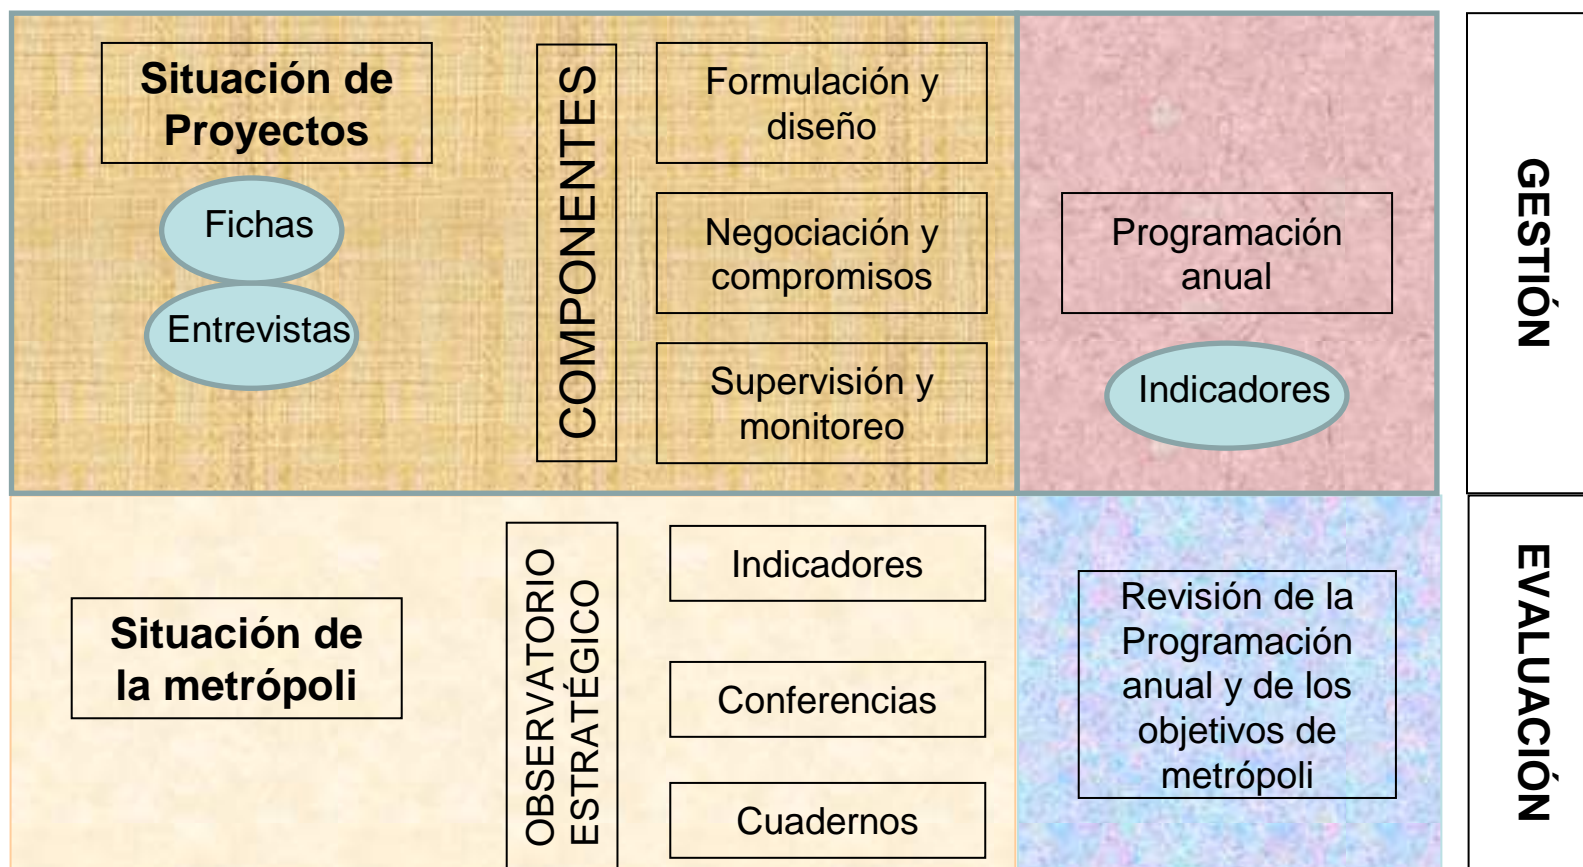 Situación de
Proyectos
Fichas
Entrevistas
COMPONENTES
Formulación y
diseño
Negociación y
compromisos
Supervisión y
monitoreo
Programación
anual
Indicadores
GESTIÓN
Situación de
la metrópoli
OBSERVATORIO
ESTRATÉGICO
Indicadores
Conferencias
Cuadernos
Revisión de la
Programación
anual y de los
objetivos de
metrópoli
EVALUACIÓN